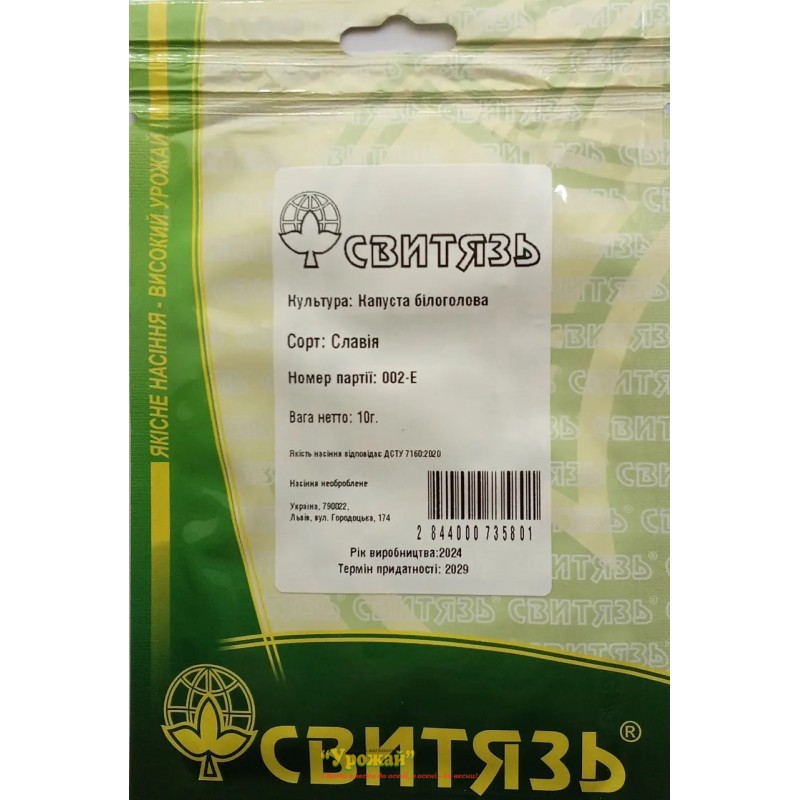 ЯКІСНЕ НАСІННЯ - ВИСОКИЙ УРОЖАЙ
СВИТЯЗЬ
Культура: Капуста білоголова
Сорт: Славія
Номер партії: 002-Е
Вага нетто: 10г.
Якість насіння відповідає ДСТУ 7160:2020
Насіння необроблене
Україна, 790022,
Львів, вул. Городоцька, 174
2 844000 735801
Рік виробництва:2024
Термін придатності: 2029
СВИТЯЗЬ®
"Урожай"